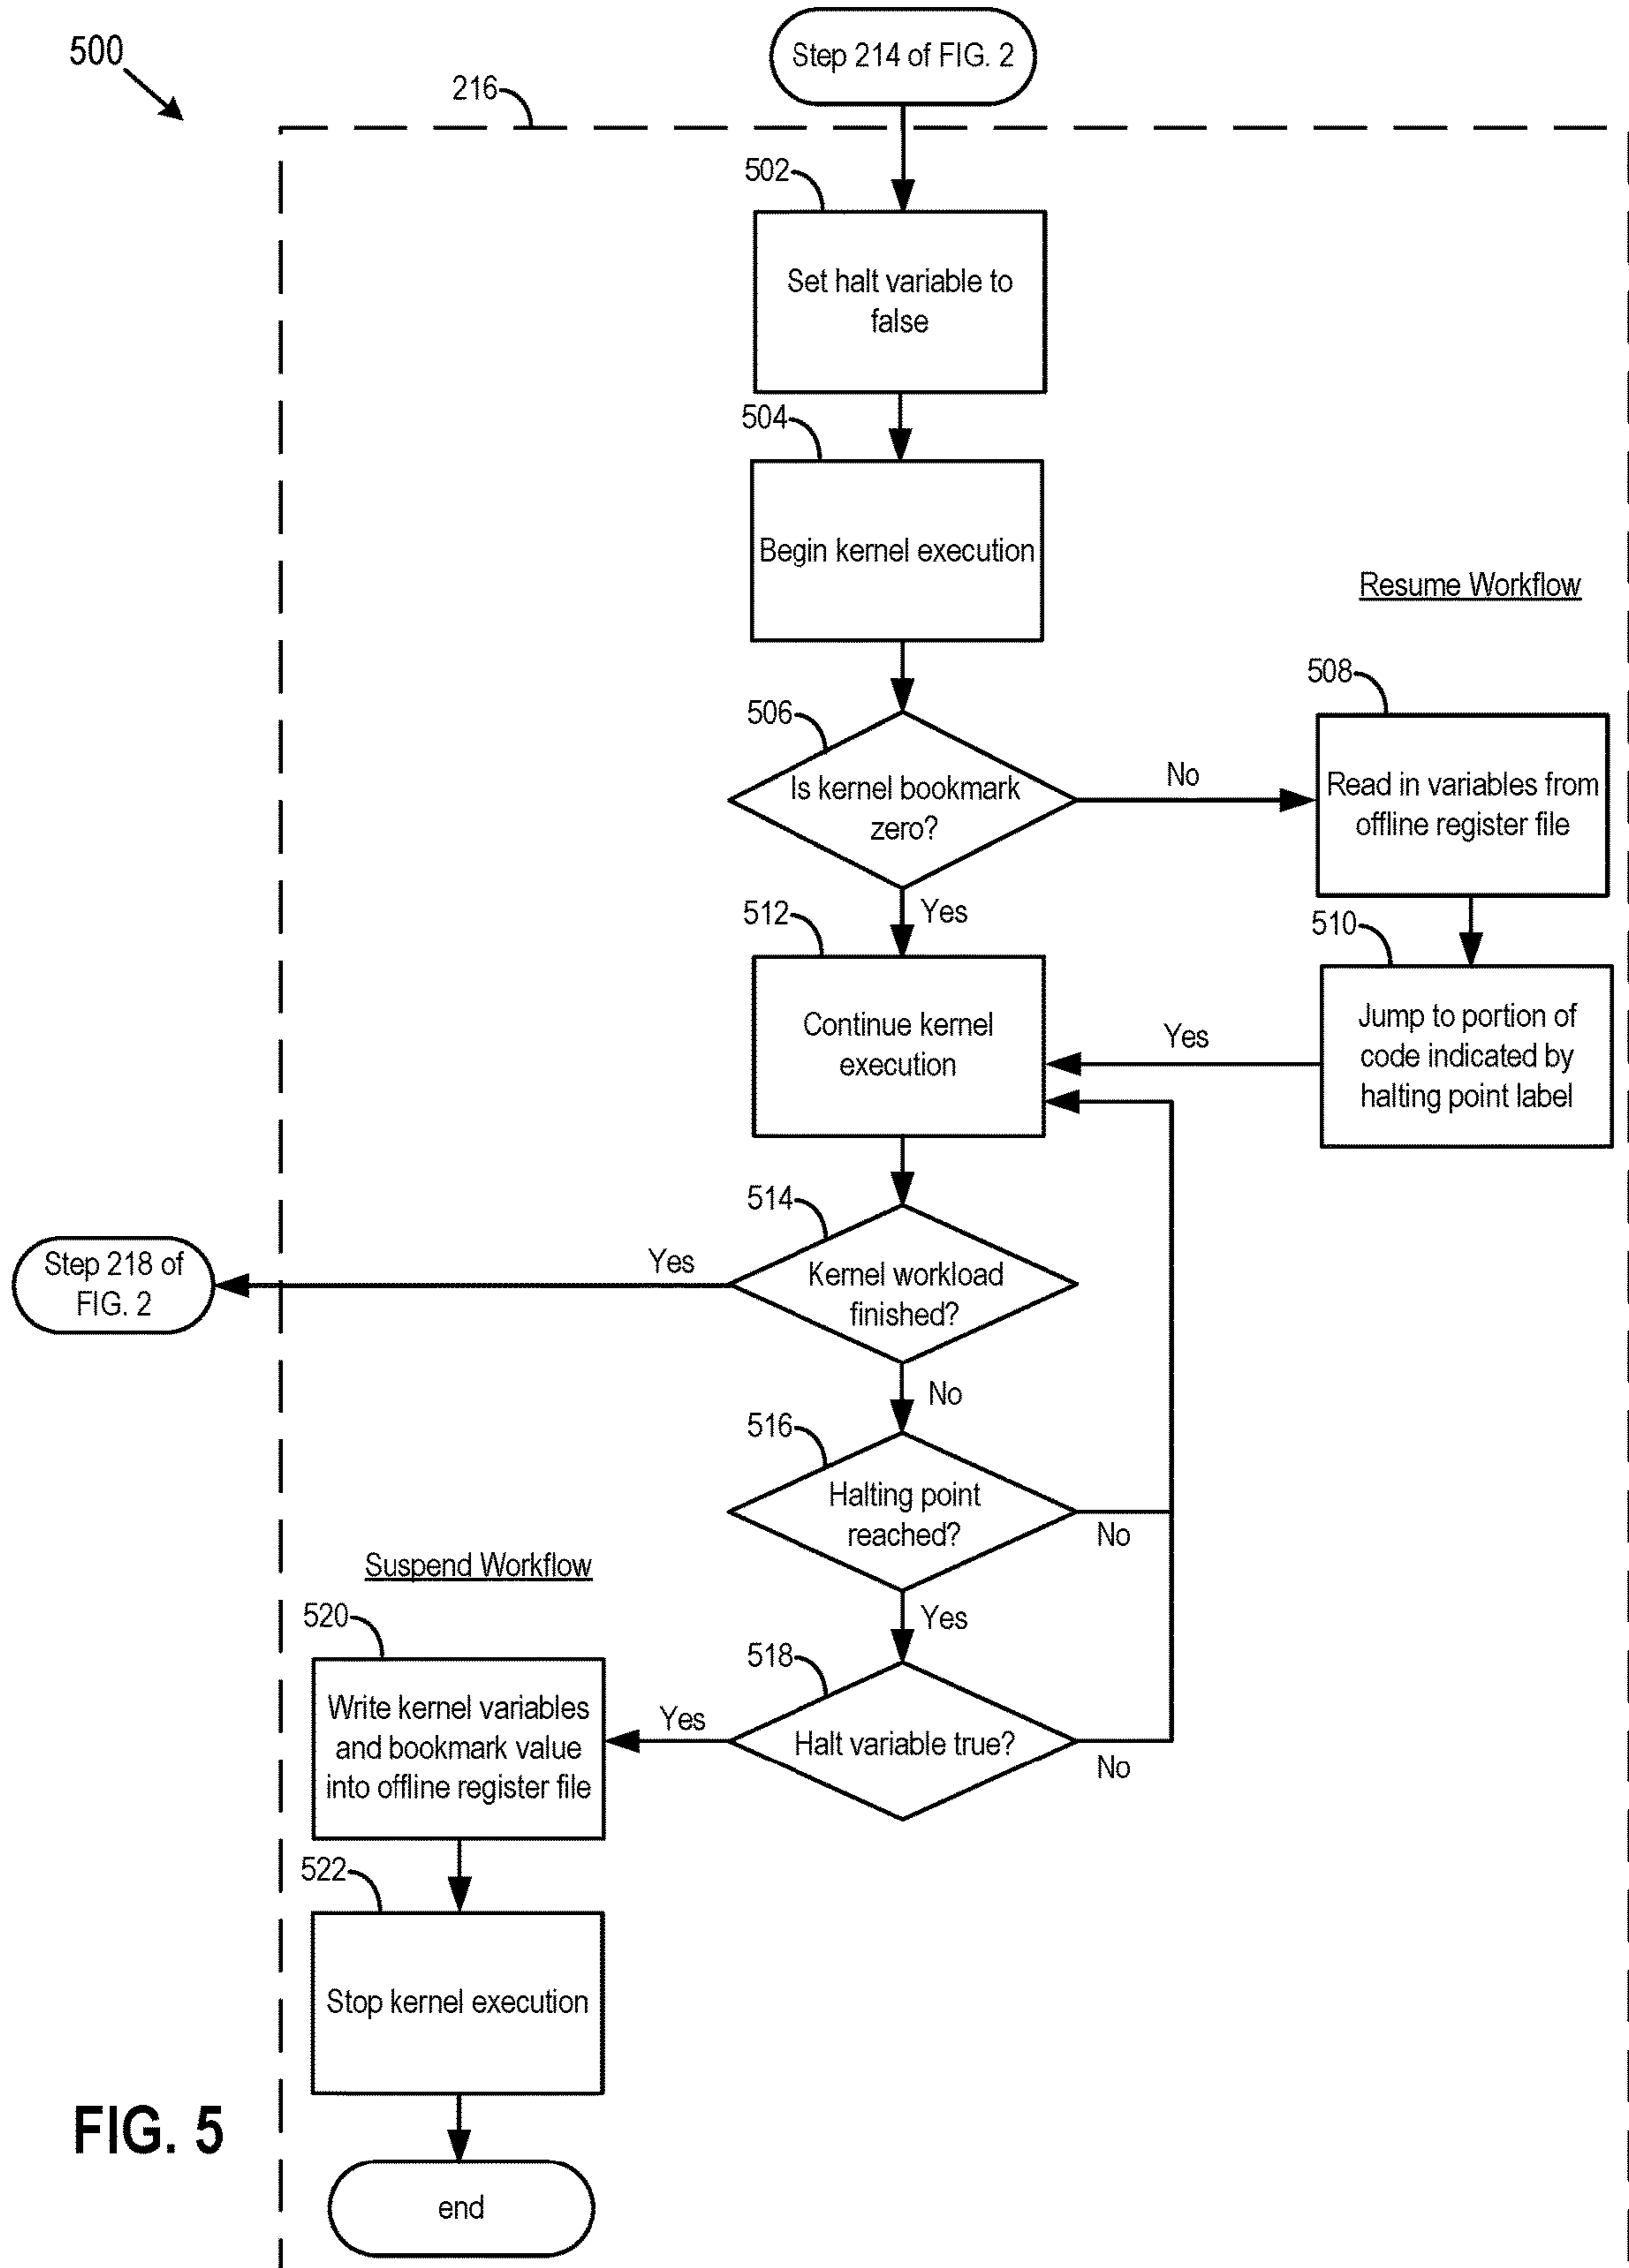 500
Step 214 of FIG. 2
216
502
Set halt variable to
false
504
Begin kernel execution
Resume Workflow
506
Is kernel bookmark
zero?
No
508
Read in variables from
offline register file
Yes
512
Continue kernel
execution
510
Jump to portion of
code indicated by
halting point label
Yes
514
Kernel workload
finished?
Yes
Step 218 of
FIG. 2
No
516
Halting point
reached?
No
Suspend Workflow
Yes
518
Halt variable true?
No
Yes
520
Write kernel variables
and bookmark value
into offline register file
522
Stop kernel execution
end
FIG. 5